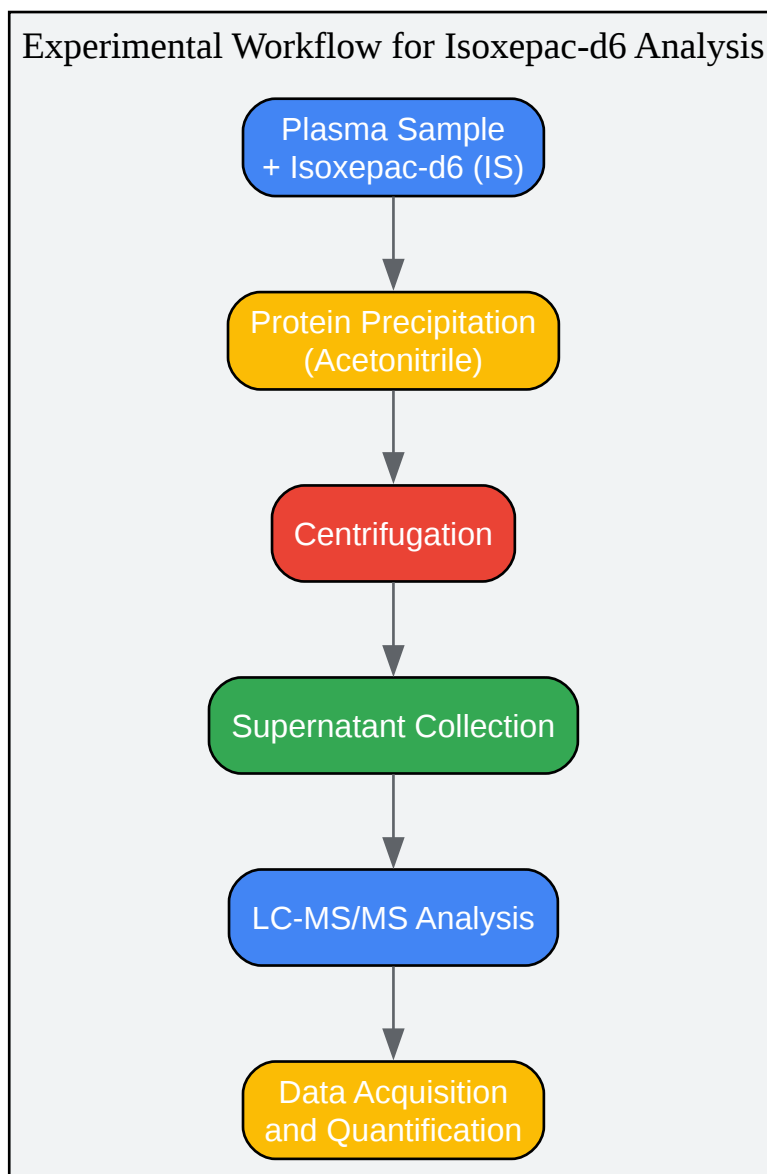 Experimental Workflow for Isoxepac-d6 Analysis
Plasma Sample
+ Isoxepac-d6 (IS)
Protein Precipitation
(Acetonitrile)
Centrifugation
Supernatant Collection
LC-MS/MS Analysis
Data Acquisition
and Quantification